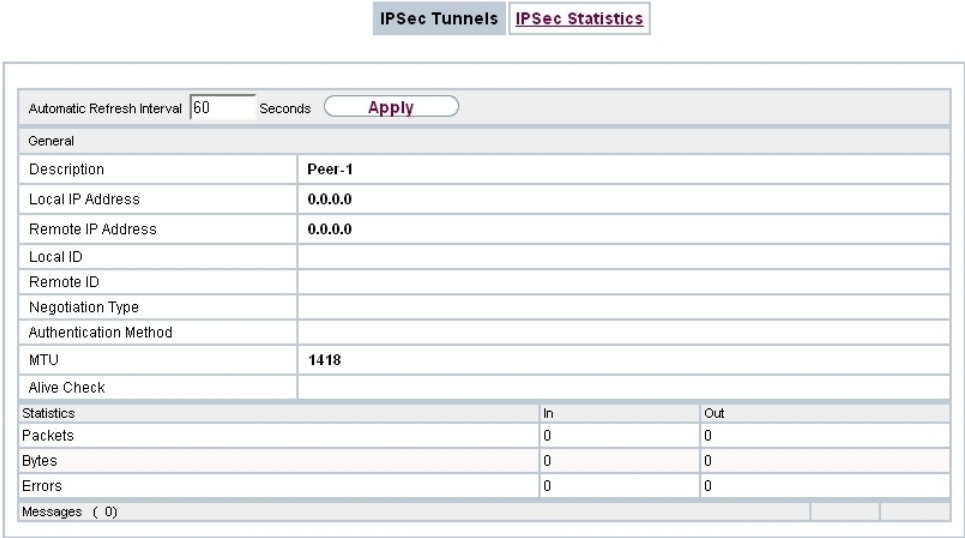 IPSec Tunnels IPSec Statistics
Automatic Refresh Interval 60 Seconds Apply
General
Description Peer-1
Local IP Address 0.0.0.0
Remote IP Address 0.0.0.0
Local ID
Remote ID
Negotiation Type
Authentication Method
MTU 1418
Alive Check
Statistics In Out
Packets 0 0
Bytes 0 0
Errors 0 0
Messages ( 0)